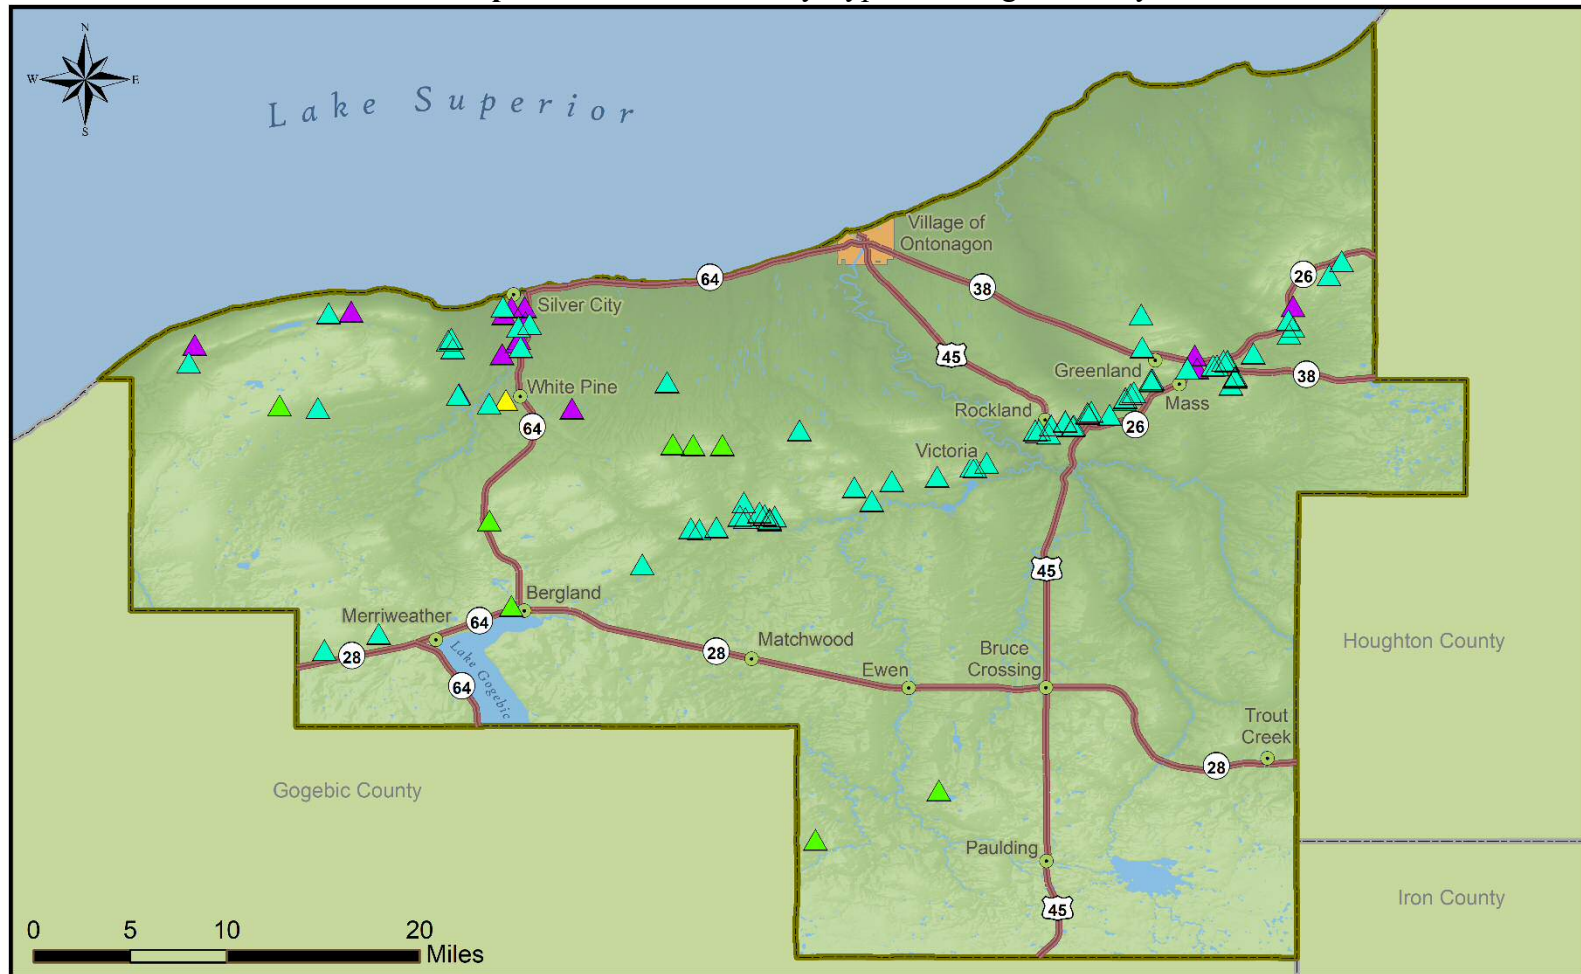 N
W
E
S
Lake Superior
Village of
Ontonagon
64
38
26
Silver City
45
Greenland
38
White Pine
Mass
Rockland
26
64
Victoria
45
Bergland
Merriweather
64
28
28
Matchwood
Bruce
Crossing
Ewen
Houghton County
Lake Gogebic
64
Trout
Creek
28
Gogebic County
Paulding
Iron County
45
0 5 10 20
Miles